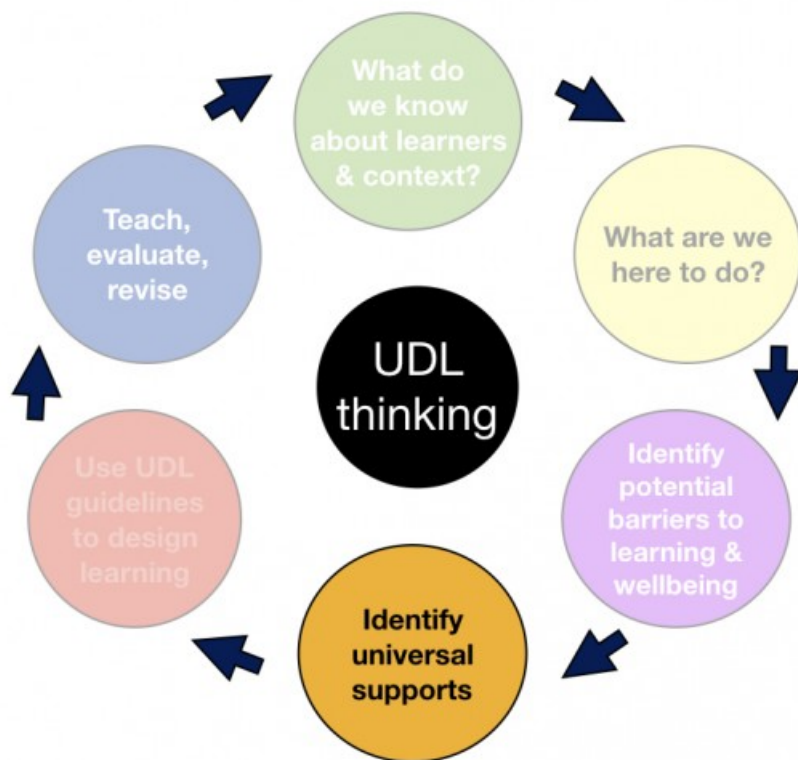 What do
we know
about learners
& context?
What are we
here to do?
Identify
potential
barriers to
learning &
wellbeing
Identify
universal
supports
Use UDL
guidelines
to design
learning
Teach,
evaluate,
revise
UDL
thinking